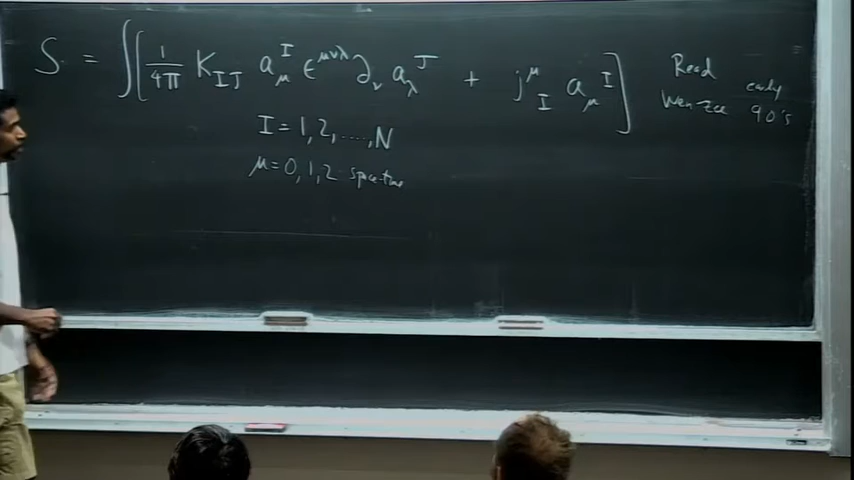 S = ∫[ 1/4π K_IJ a_μ^I ϵ^μνλ ∂_ν a_λ^J + j_I^μ a_μ^I ]
Read
Wen-Zee early 90's
I = 1, 2, ...., N
μ = 0, 1, 2 space-time